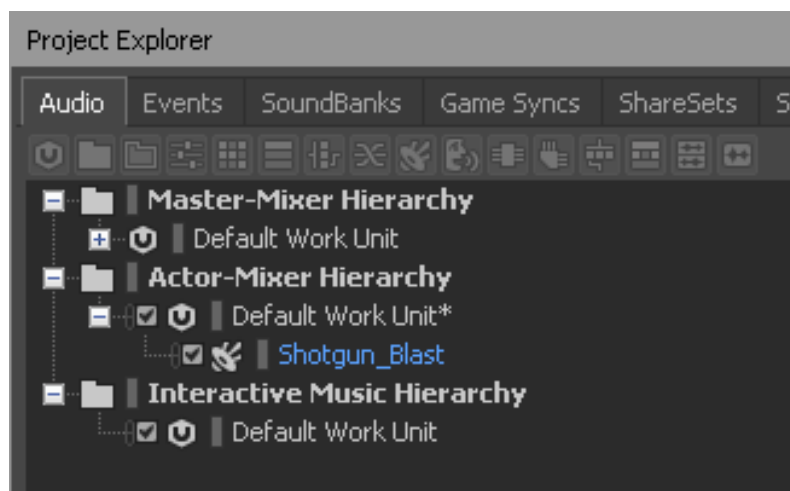 Project Explorer
Audio Events SoundBanks Game Syncs ShareSets S
Master-Mixer Hierarchy
Default Work Unit
Actor-Mixer Hierarchy
Default Work Unit*
Shotgun_Blast
Interactive Music Hierarchy
Default Work Unit